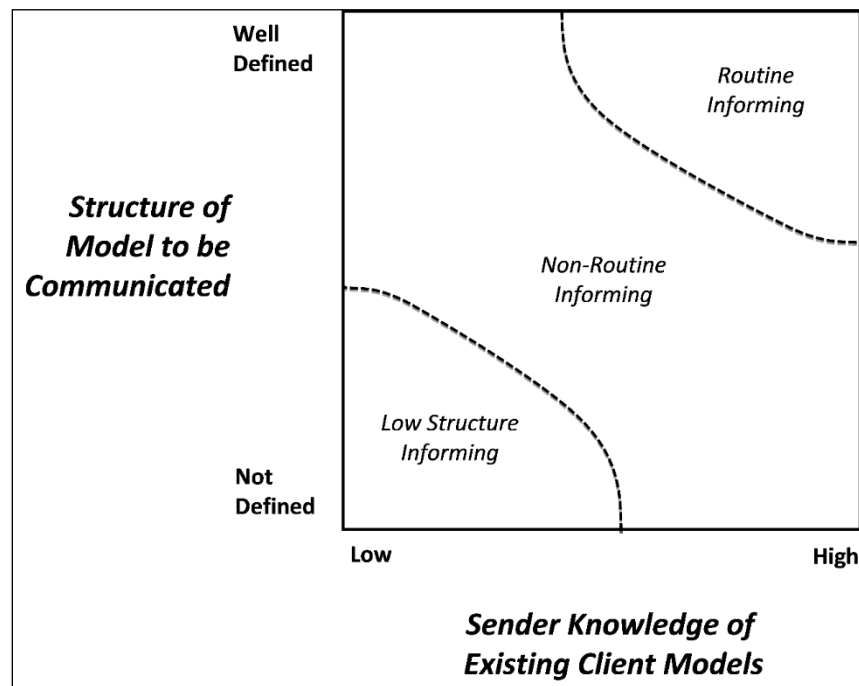 Well
Defined
Routine
Informing
Structure of
Model to be
Communicated
Non-Routine
Informing
Low Structure
Informing
Not
Defined
Low
High
Sender Knowledge of
Existing Client Models